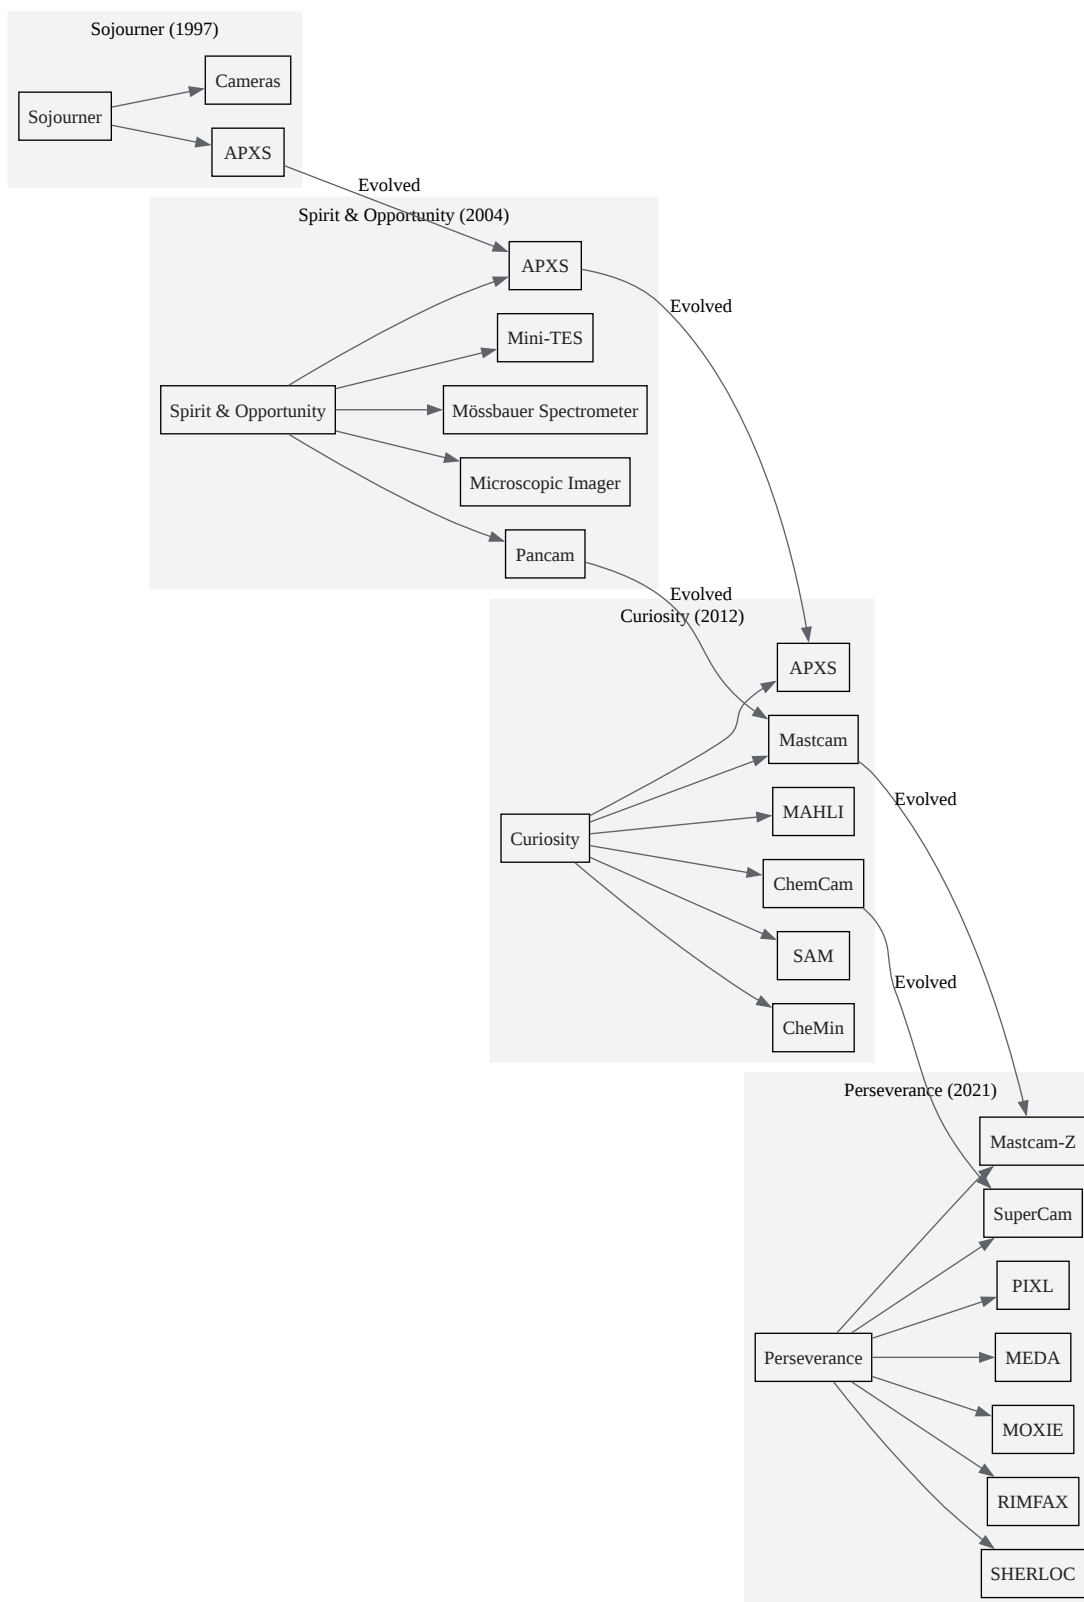 Sojourner (1997)
Cameras
Sojourner
APXS
Evolved
Spirit & Opportunity (2004)
APXS
Evolved
Mini-TES
Spirit & Opportunity
Mössbauer Spectrometer
Microscopic Imager
Pancam
Evolved
Curiosity (2012)
APXS
Mastcam
Evolved
MAHLI
Curiosity
ChemCam
SAM
Evolved
CheMin
Perseverance (2021)
Mastcam-Z
SuperCam
PIXL
Perseverance
MEDA
MOXIE
RIMFAX
SHERLOC